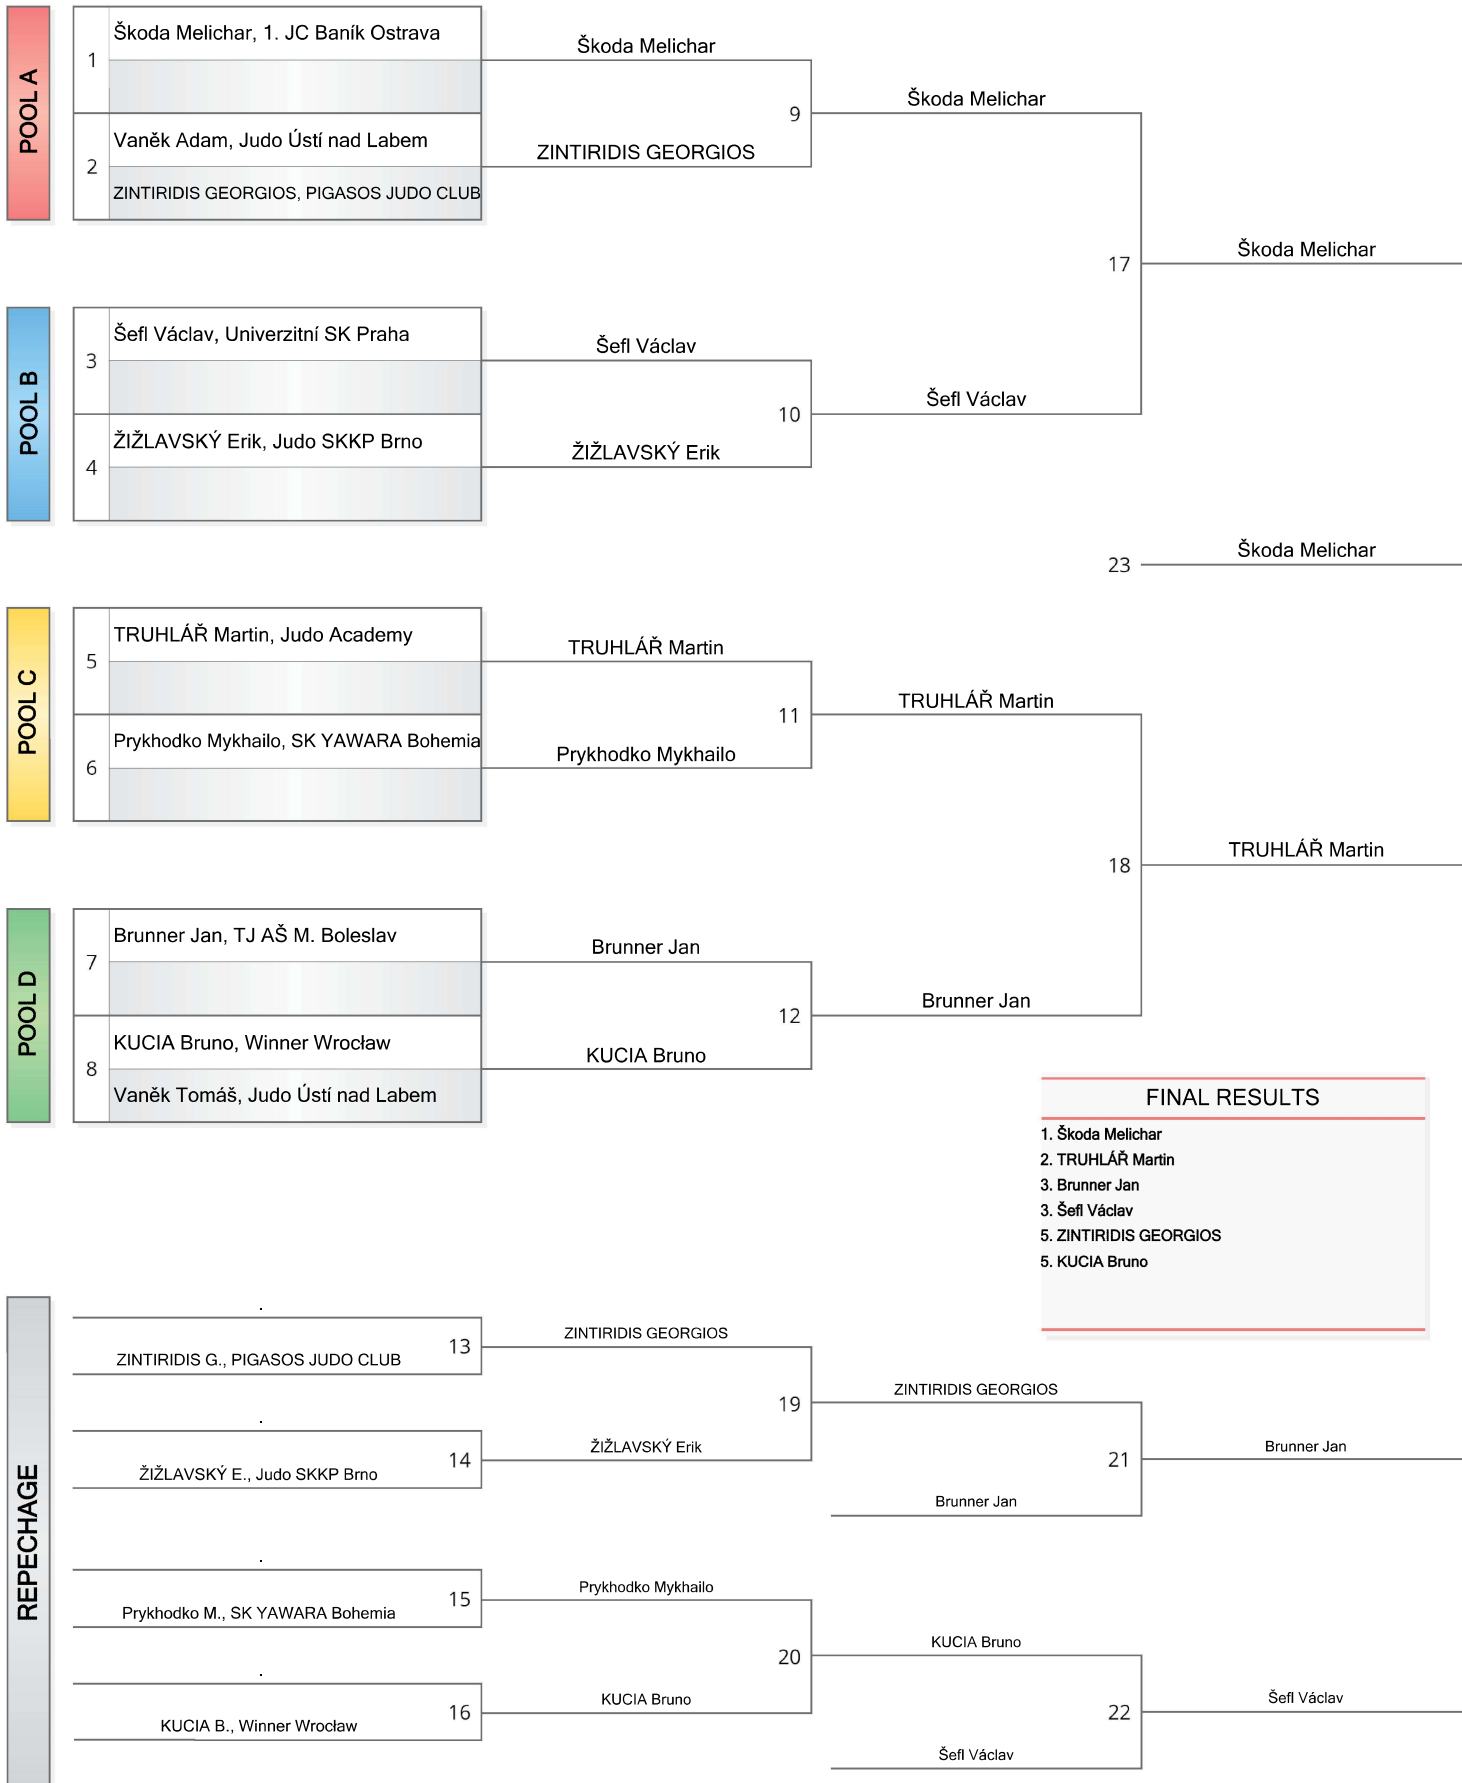 POOL A
1
Škoda Melichar, 1. JC Baník Ostrava
2
Vaněk Adam, Judo Ústí nad Labem
ZINTIRIDIS GEORGIOS, PIGASOS JUDO CLUB
Škoda Melichar
ZINTIRIDIS GEORGIOS
9
Škoda Melichar
POOL B
3
Šefl Václav, Univerzitní SK Praha
4
ŽIŽLAVSKÝ Erik, Judo SKKP Brno
Šefl Václav
ŽIŽLAVSKÝ Erik
10
Šefl Václav
17
Škoda Melichar
23
Škoda Melichar
POOL C
5
TRUHLÁŘ Martin, Judo Academy
6
Prykhodko Mykhailo, SK YAWARA Bohemia
TRUHLÁŘ Martin
Prykhodko Mykhailo
11
TRUHLÁŘ Martin
POOL D
7
Brunner Jan, TJ AŠ M. Boleslav
8
KUCIA Bruno, Winner Wrocław
Vaněk Tomáš, Judo Ústí nad Labem
Brunner Jan
KUCIA Bruno
12
Brunner Jan
18
TRUHLÁŘ Martin
FINAL RESULTS
1. Škoda Melichar
2. TRUHLÁŘ Martin
3. Brunner Jan
3. Šefl Václav
5. ZINTIRIDIS GEORGIOS
5. KUCIA Bruno
REPECHAGE
.
ZINTIRIDIS G., PIGASOS JUDO CLUB
13
ZINTIRIDIS GEORGIOS
.
ŽIŽLAVSKÝ E., Judo SKKP Brno
14
ŽIŽLAVSKÝ Erik
19
ZINTIRIDIS GEORGIOS
Brunner Jan
21
Brunner Jan
.
Prykhodko M., SK YAWARA Bohemia
15
Prykhodko Mykhailo
.
KUCIA B., Winner Wrocław
16
KUCIA Bruno
20
KUCIA Bruno
Šefl Václav
22
Šefl Václav